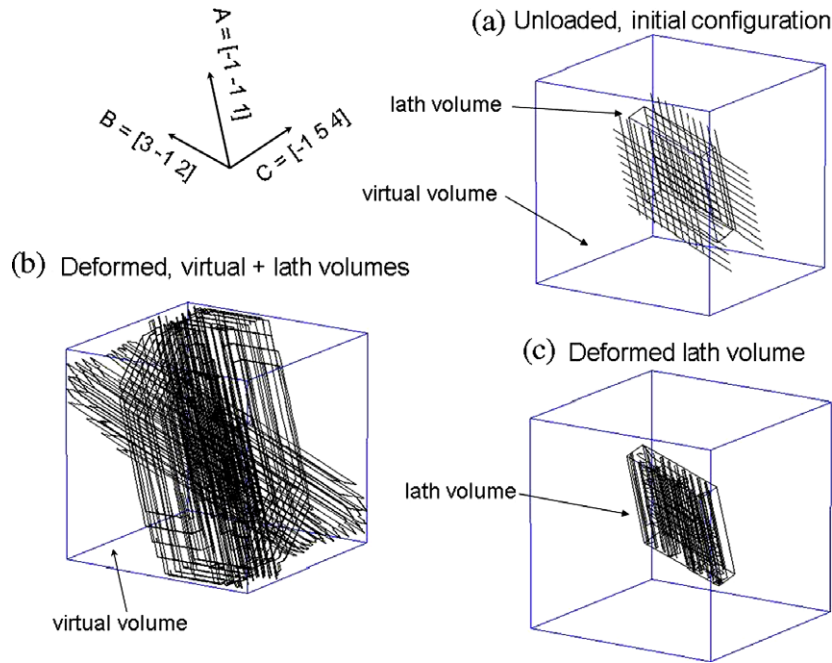 A = [-1 -1 1]
B = [3 -1 2]
C = [-1 5 4]
(a) Unloaded, initial configuration
lath volume
virtual volume
(b) Deformed, virtual + lath volumes
virtual volume
(c) Deformed lath volume
lath volume